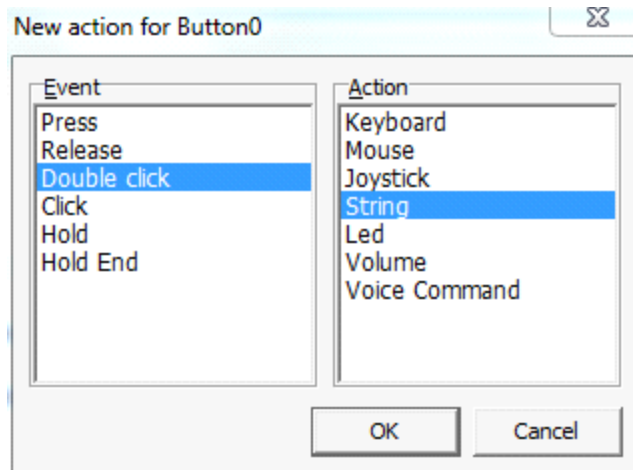 New action for Button0
Event
Press
Release
Double click
Click
Hold
Hold End
Action
Keyboard
Mouse
Joystick
String
Led
Volume
Voice Command
OK
Cancel